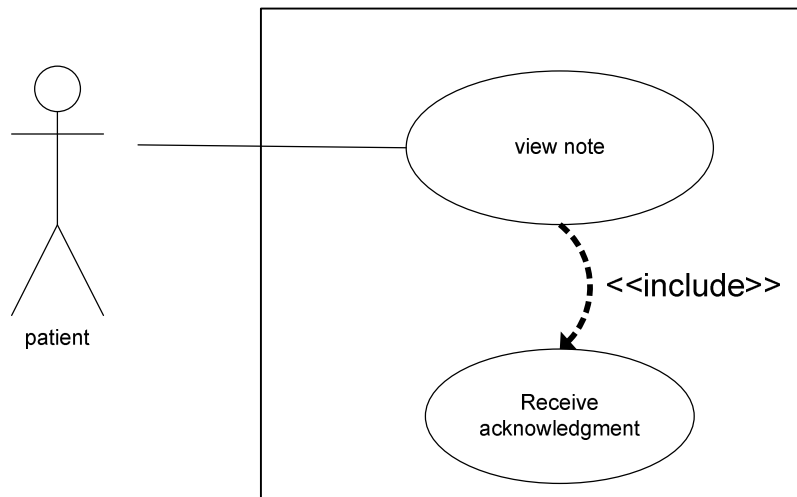 view note
<<include>>
patient
Receive
acknowledgment